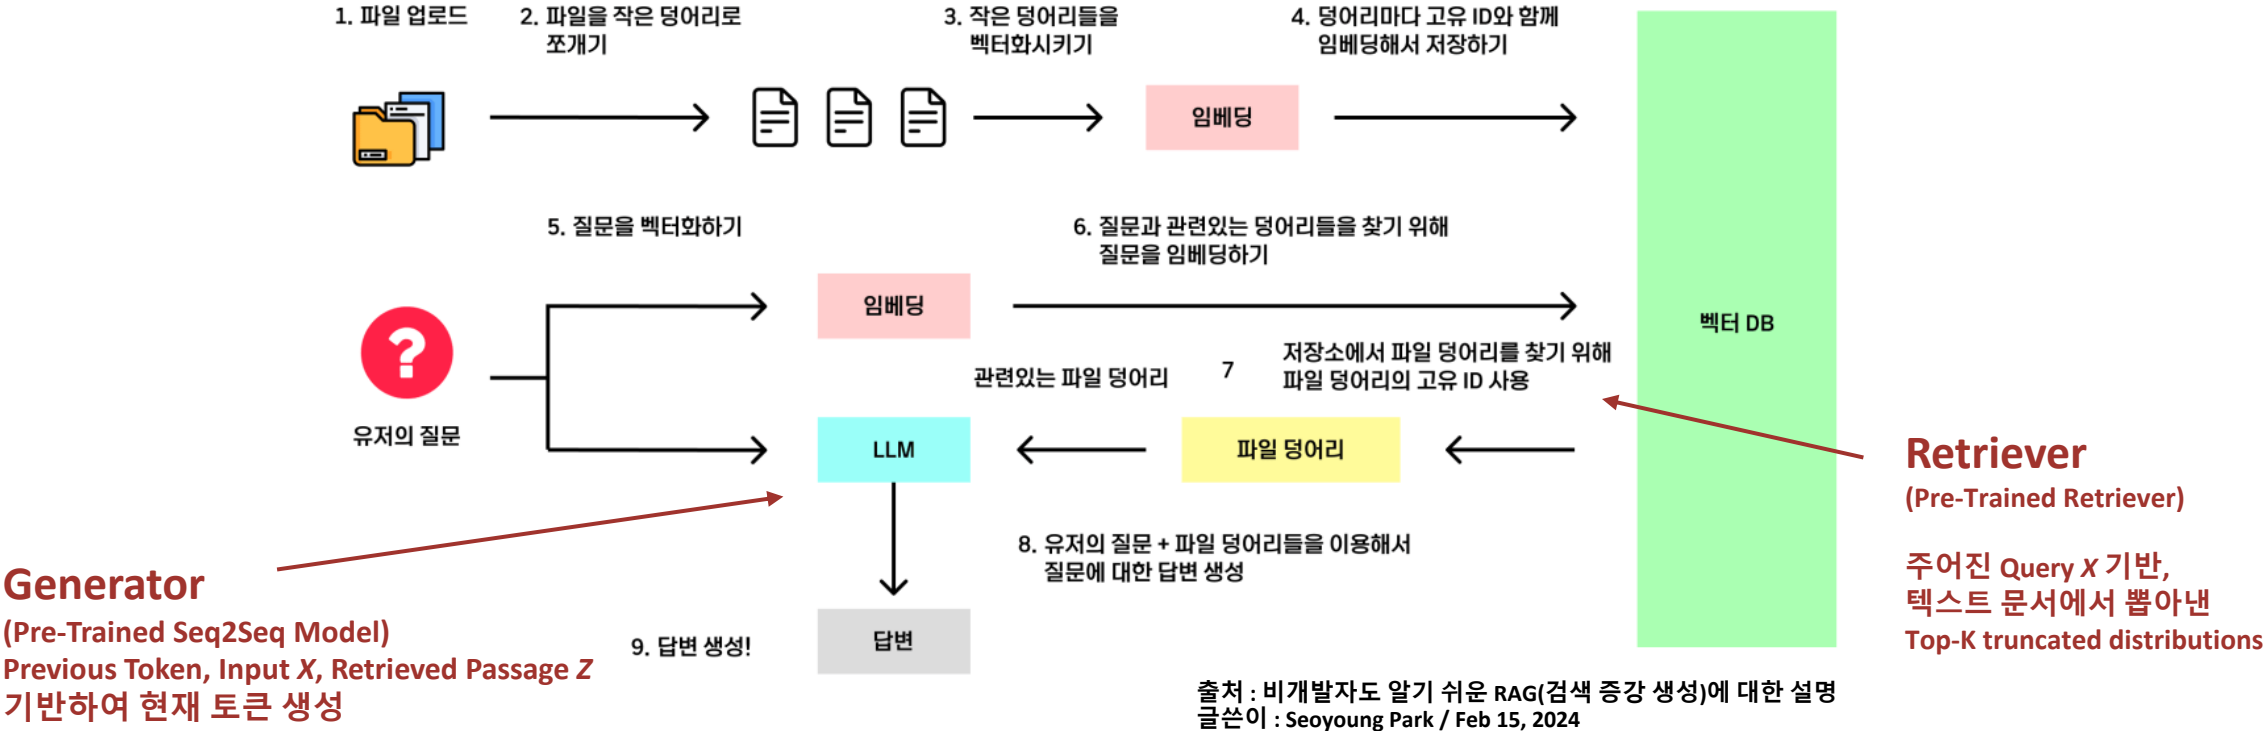 1. 파일 업로드
2. 파일을 작은 덩어리로
쪼개기
3. 작은 덩어리들을
벡터화시키기
4. 덩어리마다 고유 ID와 함께
임베딩해서 저장하기
임베딩
5. 질문을 벡터화하기
6. 질문과 관련있는 덩어리들을 찾기 위해
질문을 임베딩하기
임베딩
벡터 DB
유저의 질문
관련있는 파일 덩어리
7
저장소에서 파일 덩어리를 찾기 위해
파일 덩어리의 고유 ID 사용
LLM
파일 덩어리
Retriever
(Pre-Trained Retriever)
주어진 Query X 기반,
텍스트 문서에서 뽑아낸
Top-K truncated distributions
8. 유저의 질문 + 파일 덩어리들을 이용해서
질문에 대한 답변 생성
Generator
(Pre-Trained Seq2Seq Model)
Previous Token, Input X, Retrieved Passage Z
기반하여 현재 토큰 생성
9. 답변 생성!
답변
출처 : 비개발자도 알기 쉬운 RAG(검색 증강 생성)에 대한 설명
글쓴이 : Seoyoung Park / Feb 15, 2024